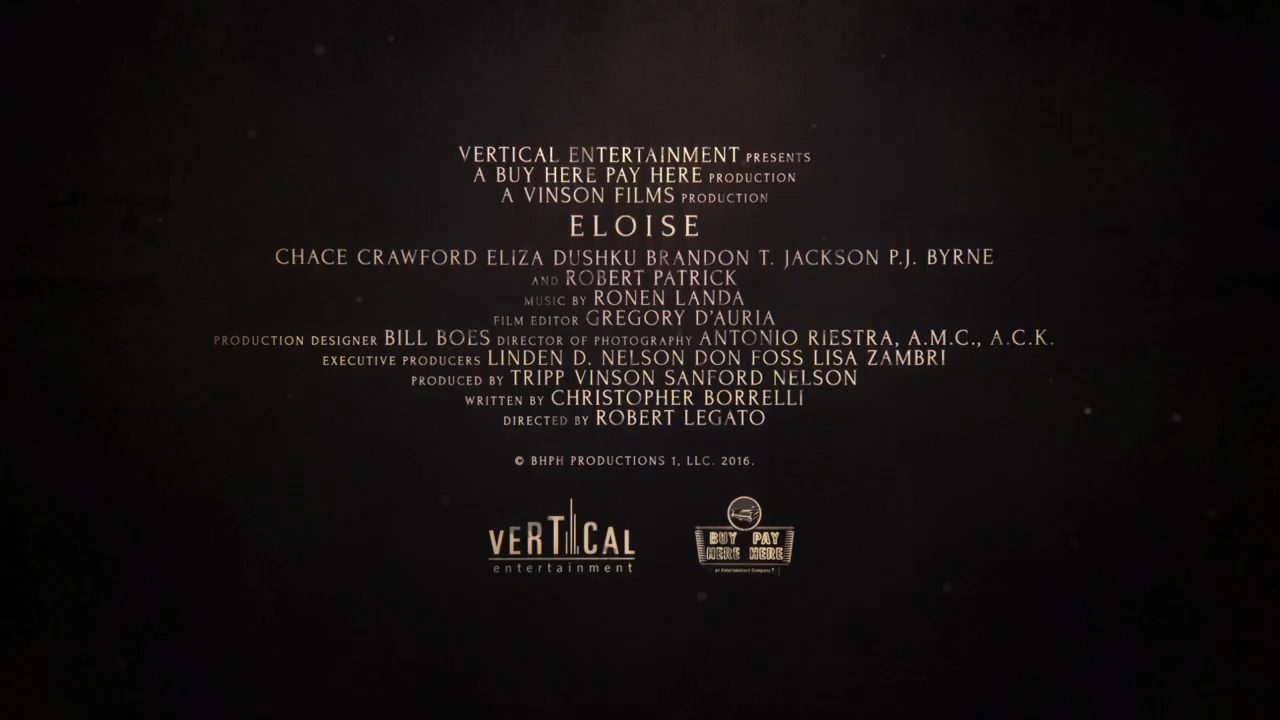 VERTICAL ENTERTAINMENT PRESENTS
A BUY HERE PAY HERE PRODUCTION
A VINSON FILMS PRODUCTION
ELOISE
CHACE CRAWFORD ELIZA DUSHKU BRANDON T. JACKSON P.J. BYRNE
AND ROBERT PATRICK
MUSIC BY RONEN LANDA
FILM EDITOR GREGORY D'AURIA
PRODUCTION DESIGNER BILL BOES DIRECTOR OF PHOTOGRAPHY ANTONIO RIESTRA, A.M.C., A.C.K.
EXECUTIVE PRODUCERS LINDEN D. NELSON DON FOSS LISA ZAMBRI
PRODUCED BY TRIPP VINSON SANFORD NELSON
WRITTEN BY CHRISTOPHER BORRELLI
DIRECTED BY ROBERT LEGATO
© BHPH PRODUCTIONS 1, LLC. 2016.
VERTICAL
entertainment
BUY PAY
HERE HERE
an Entertainment Company